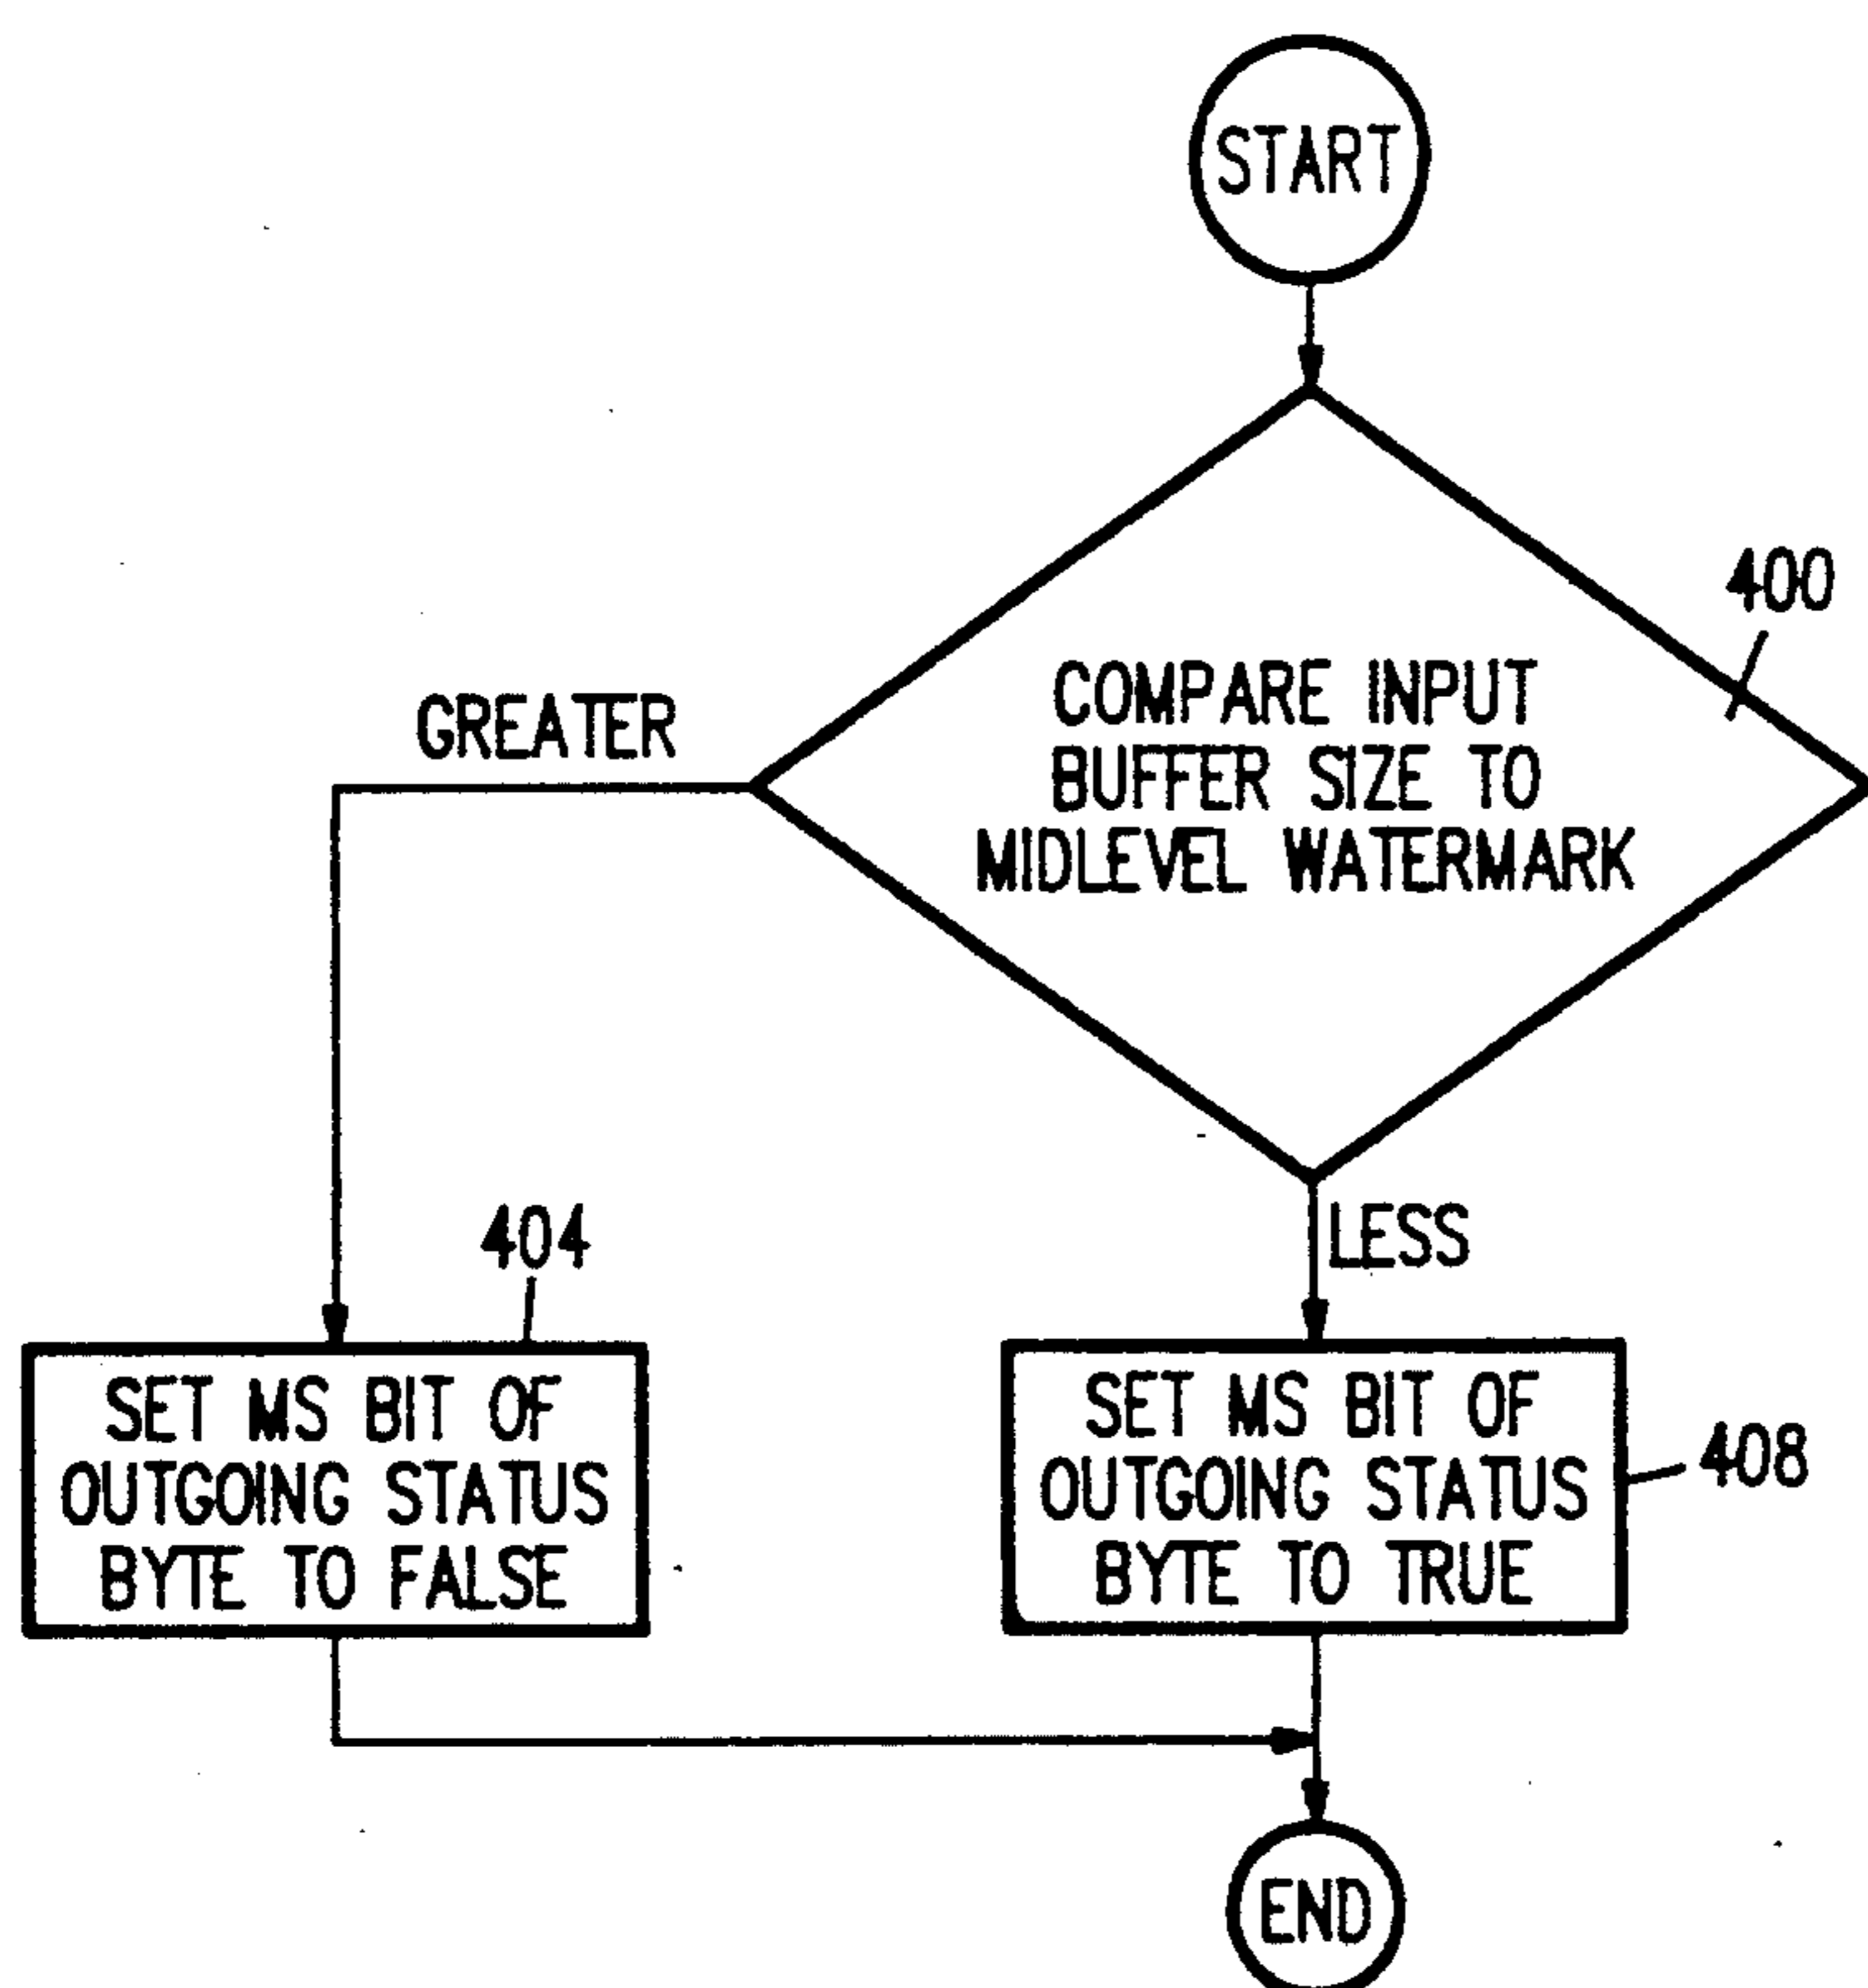 START
400
COMPARE INPUT
BUFFER SIZE TO
MIDLEVEL WATERMARK
GREATER
LESS
404
SET MS BIT OF
OUTGOING STATUS
BYTE TO FALSE
SET MS BIT OF
OUTGOING STATUS
BYTE TO TRUE
408
END